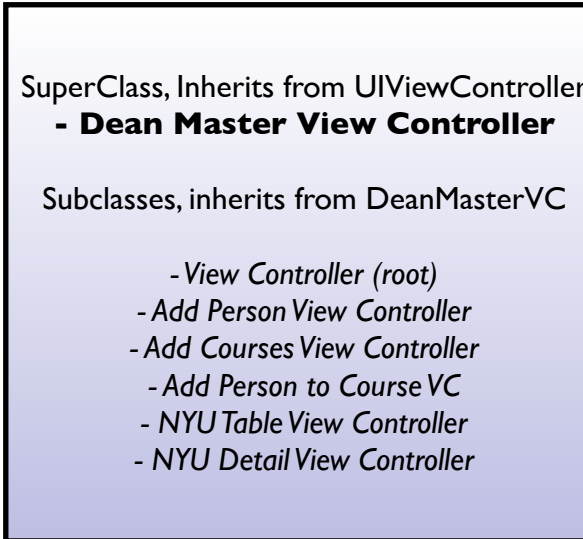 SuperClass, Inherits from UIViewController
- Dean Master View Controller
Subclasses, inherits from DeanMasterVC
- View Controller (root)
- Add Person View Controller
- Add Courses View Controller
- Add Person to Course VC
- NYU Table View Controller
- NYU Detail View Controller